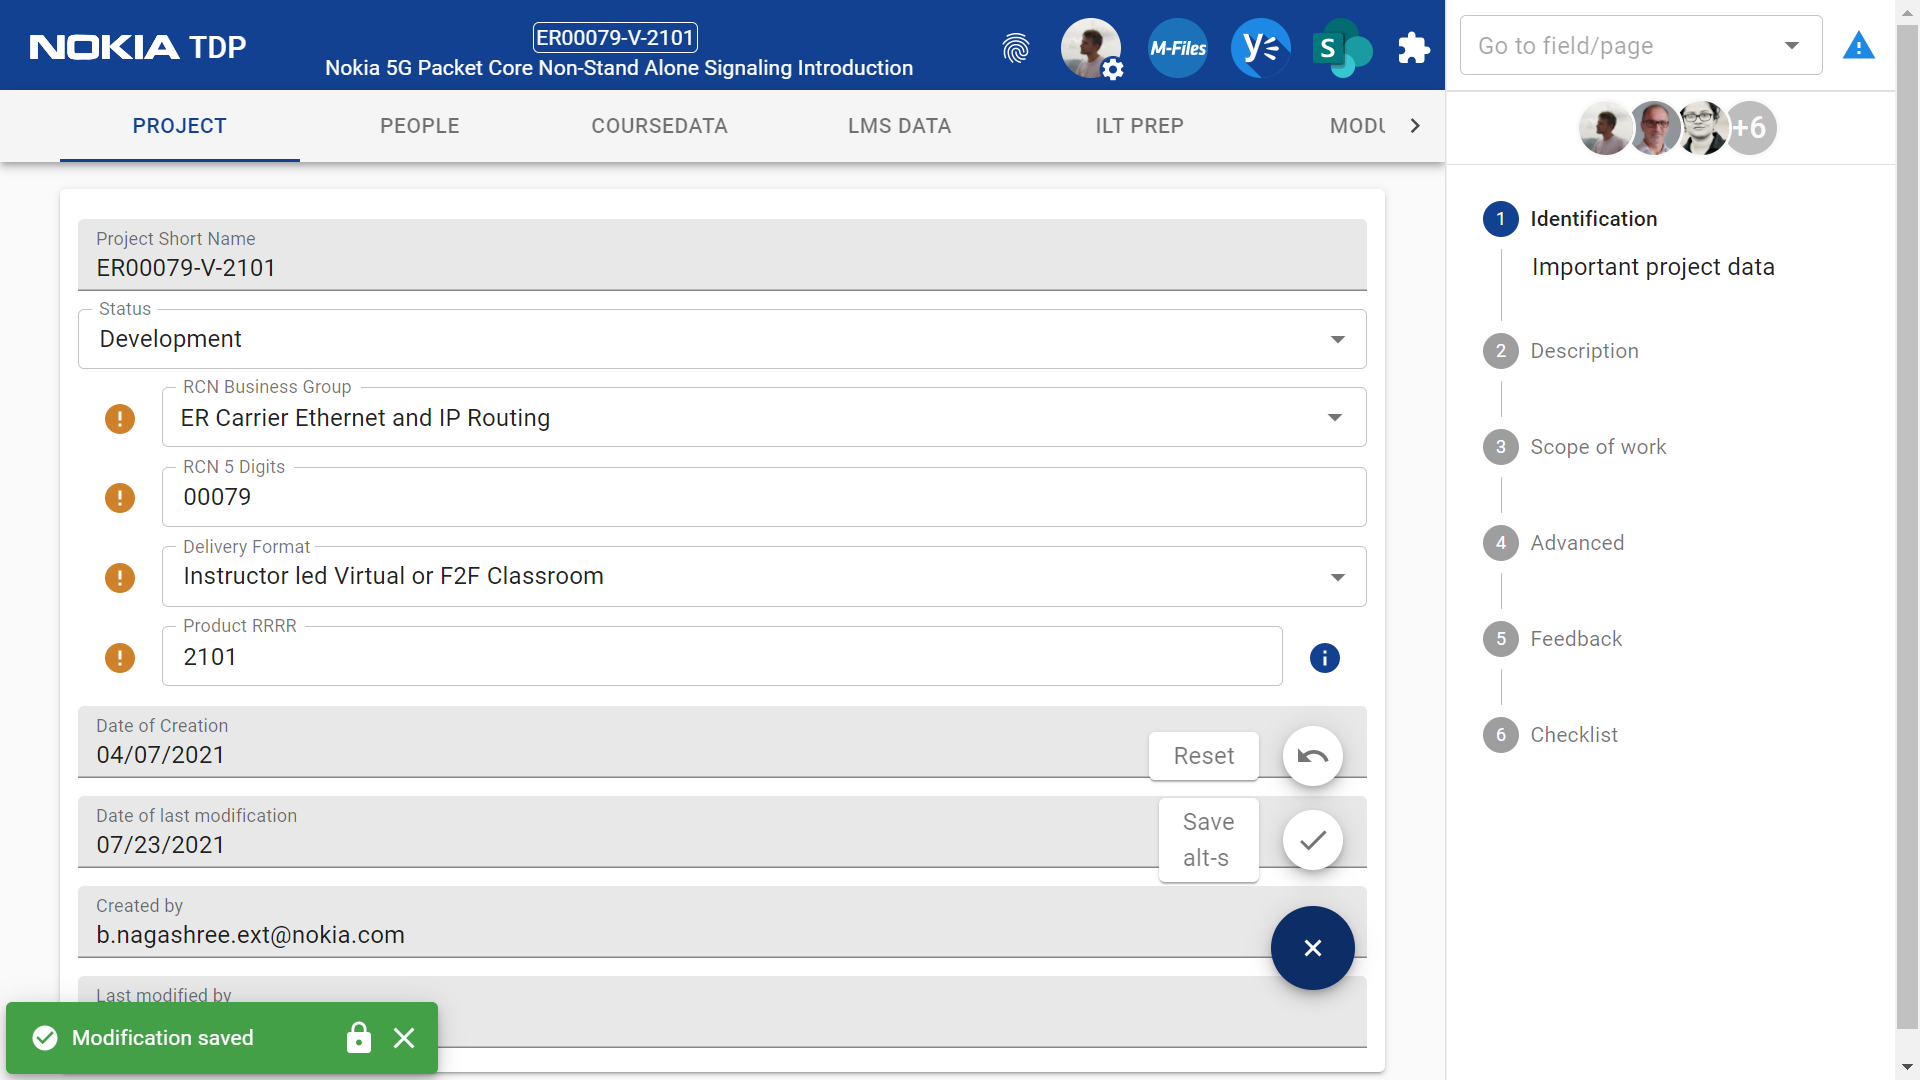 NOKIA TDP
ER00079-V-2101
Nokia 5G Packet Core Non-Stand Alone Signaling Introduction
M-Files
S
Go to field/page
PROJECT
PEOPLE
COURSEDATA
LMS DATA
ILT PREP
MODU
+6
Project Short Name
ER00079-V-2101
Status
Development
RCN Business Group
ER Carrier Ethernet and IP Routing
RCN 5 Digits
00079
Delivery Format
Instructor led Virtual or F2F Classroom
Product RRRR
2101
Date of Creation
04/07/2021
Reset
Date of last modification
07/23/2021
Save
alt-s
Created by
b.nagashree.ext@nokia.com
Last modified by
Modification saved
1 Identification
Important project data
2 Description
3 Scope of work
4 Advanced
5 Feedback
6 Checklist